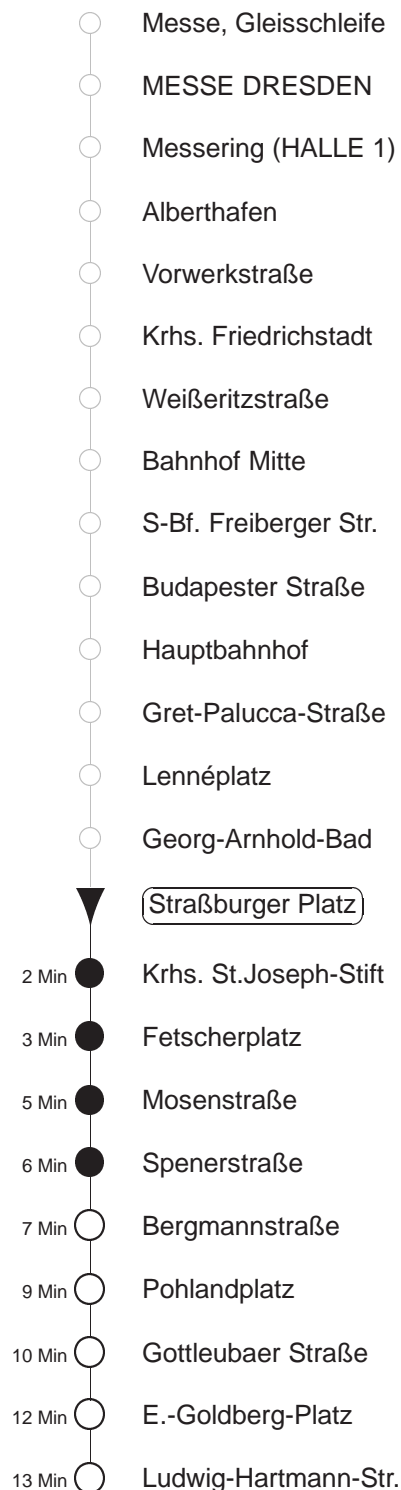 Messe, Gleisschleife
MESSE DRESDEN
Messering (HALLE 1)
Alberthafen
Vorwerkstraße
Krhs. Friedrichstadt
Weißeritzstraße
Bahnhof Mitte
S-Bf. Freiberger Str.
Budapester Straße
Hauptbahnhof
Gret-Palucca-Straße
Lennéplatz
Georg-Arnhold-Bad
Straßburger Platz
2 Min Krhs. St.Joseph-Stift
3 Min Fetscherplatz
5 Min Mosenstraße
6 Min Spenerstraße
7 Min Bergmannstraße
9 Min Pohlandplatz
10 Min Gottleubaer Straße
12 Min E.-Goldberg-Platz
13 Min Ludwig-Hartmann-Str.